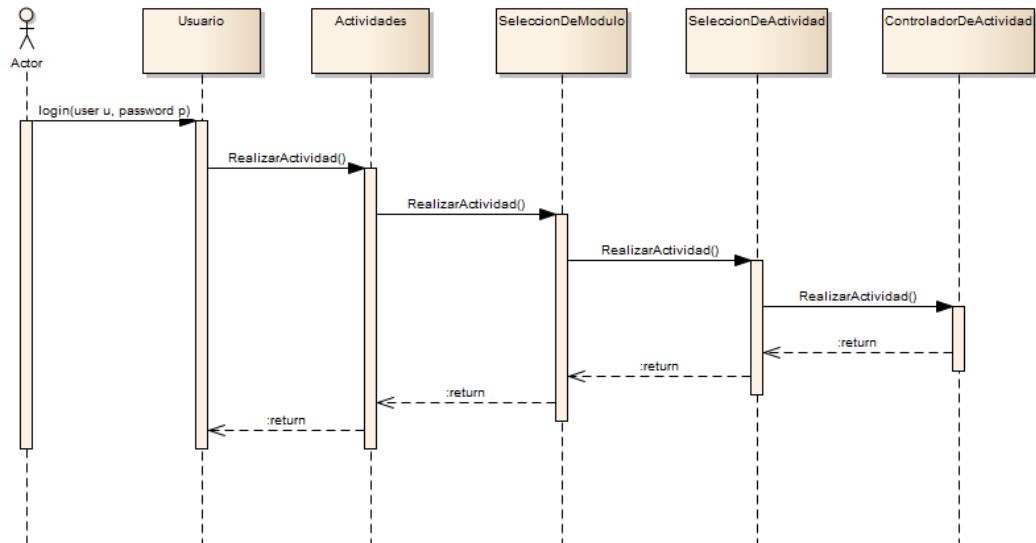 Usuario
Actividades
SeleccionDeModulo
SeleccionDeActividad
ControladorDeActividad
Actor
login(user u, password p)
RealizarActividad()
RealizarActividad()
RealizarActividad()
RealizarActividad()
:return
:return
:return
:return